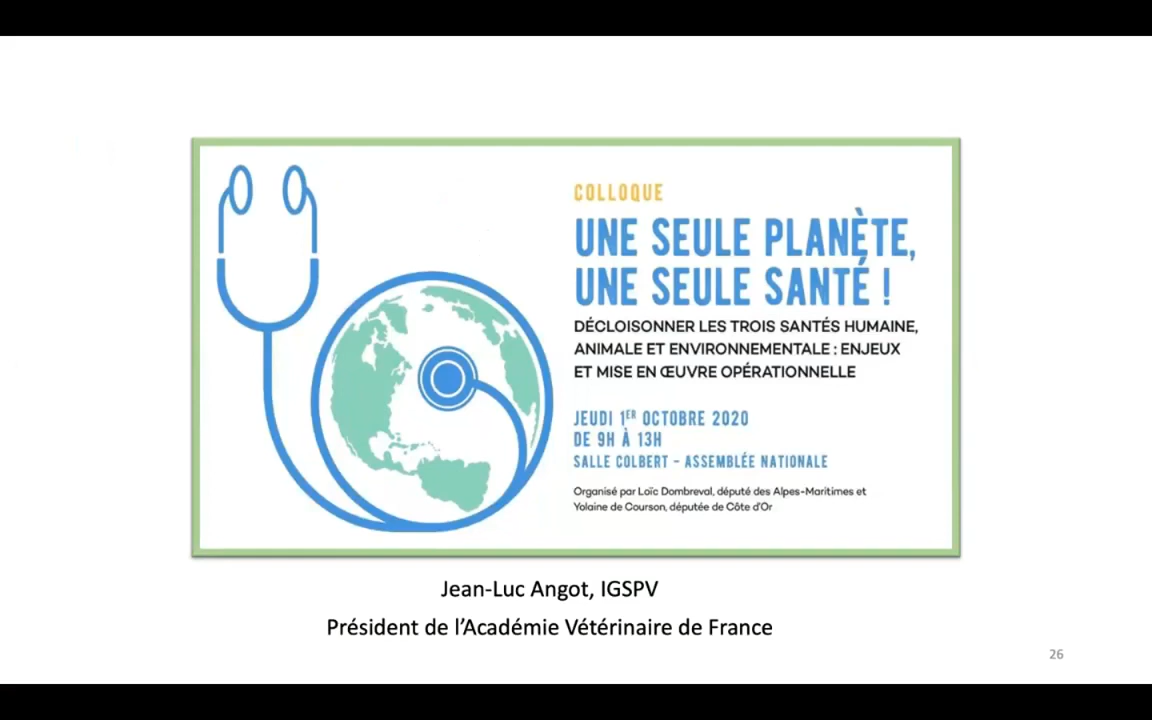 COLLOQUE
UNE SEULE PLANÈTE,
UNE SEULE SANTÉ !
DÉCLOISONNER LES TROIS SANTÉS HUMAINE,
ANIMALE ET ENVIRONNEMENTALE : ENJEUX
ET MISE EN ŒUVRE OPÉRATIONNELLE
JEUDI 1ER OCTOBRE 2020
DE 9H À 13H
SALLE COLBERT – ASSEMBLÉE NATIONALE
Organisé par Loïc Dombreval, député des Alpes-Maritimes et
Yolaine de Courson, députée de Côte d'Or
Jean-Luc Angot, IGSPV
Président de l’Académie Vétérinaire de France
26